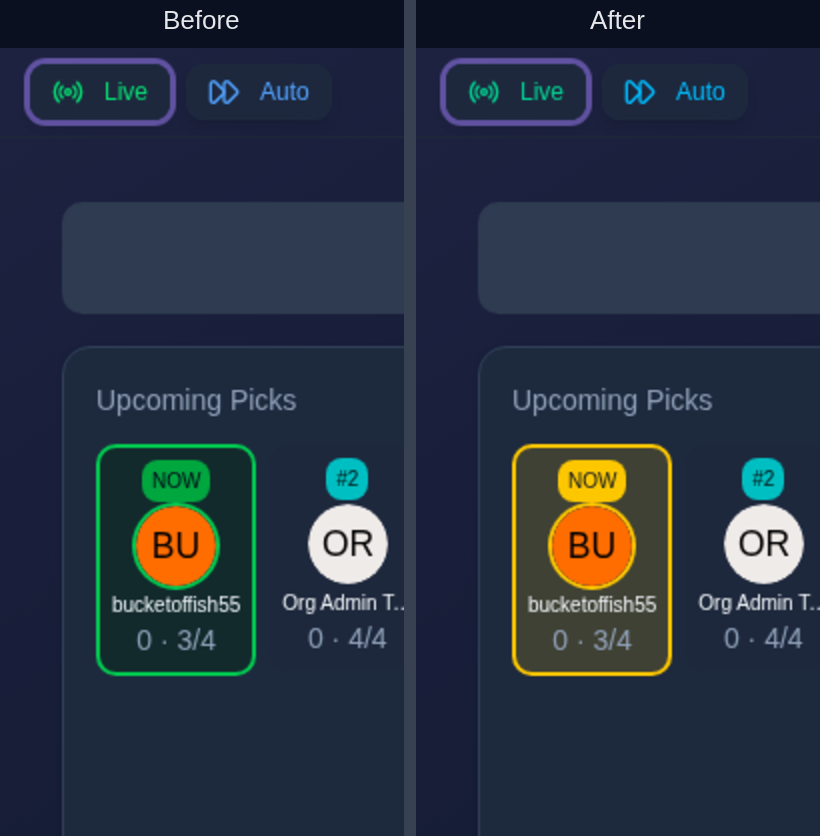 Before
After
Live
Auto
Live
Auto
Upcoming Picks
Upcoming Picks
NOW
#2
NOW
#2
BU
OR
BU
OR
bucketoffish55
Org Admin T..
bucketoffish55
Org Admin T..
0 · 3/4
0 · 4/4
0 · 3/4
0 · 4/4